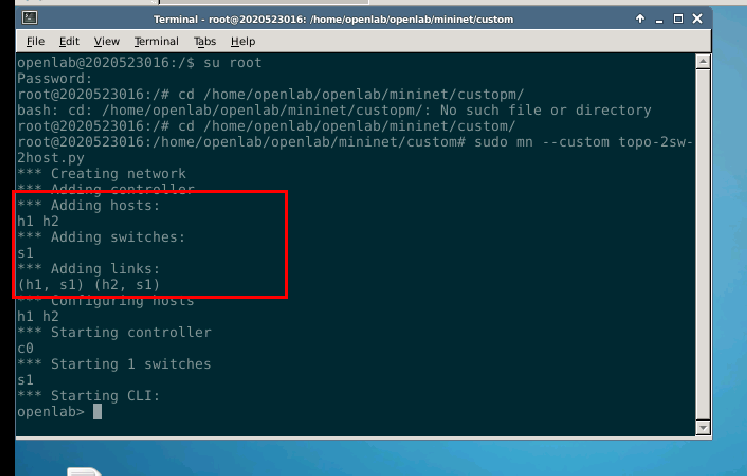 Terminal - root@2020523016: /home/openlab/openlab/mininet/custom
File Edit View Terminal Tabs Help
openlab@2020523016:/$ su root
Password:
root@2020523016:/# cd /home/openlab/openlab/mininet/custopm/
bash: cd: /home/openlab/openlab/mininet/custopm/: No such file or directory
root@2020523016:/# cd /home/openlab/openlab/mininet/custom/
root@2020523016:/home/openlab/openlab/mininet/custom# sudo mn --custom topo-2sw-
2host.py
*** Creating network
*** Adding controller
*** Adding hosts:
h1 h2
*** Adding switches:
s1
*** Adding links:
(h1, s1) (h2, s1)
*** Configuring hosts
h1 h2
*** Starting controller
c0
*** Starting 1 switches
s1
*** Starting CLI:
openlab>